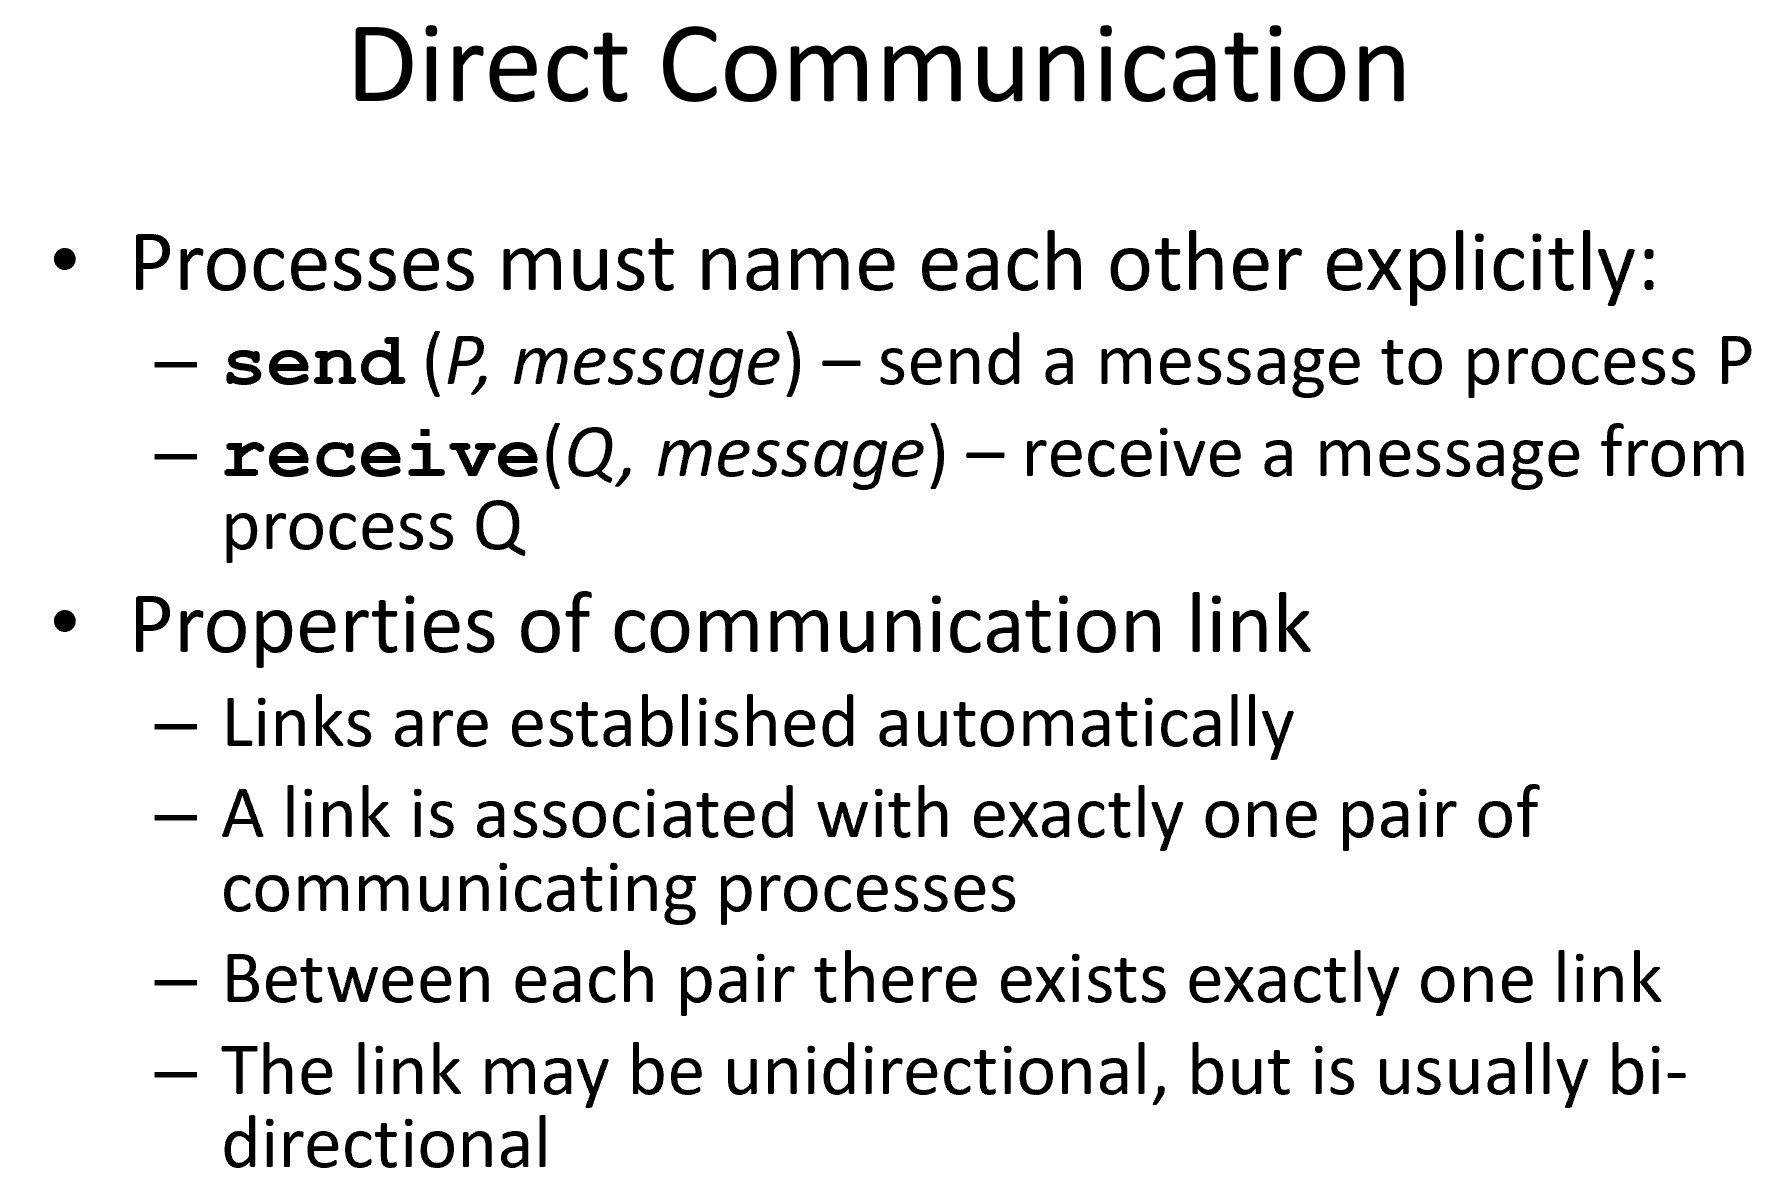 Direct Communication
• Processes must name each other explicitly:
– send (P, message) – send a message to process P
– receive(Q, message) – receive a message from
process Q
• Properties of communication link
– Links are established automatically
– A link is associated with exactly one pair of
communicating processes
– Between each pair there exists exactly one link
– The link may be unidirectional, but is usually bi-
directional